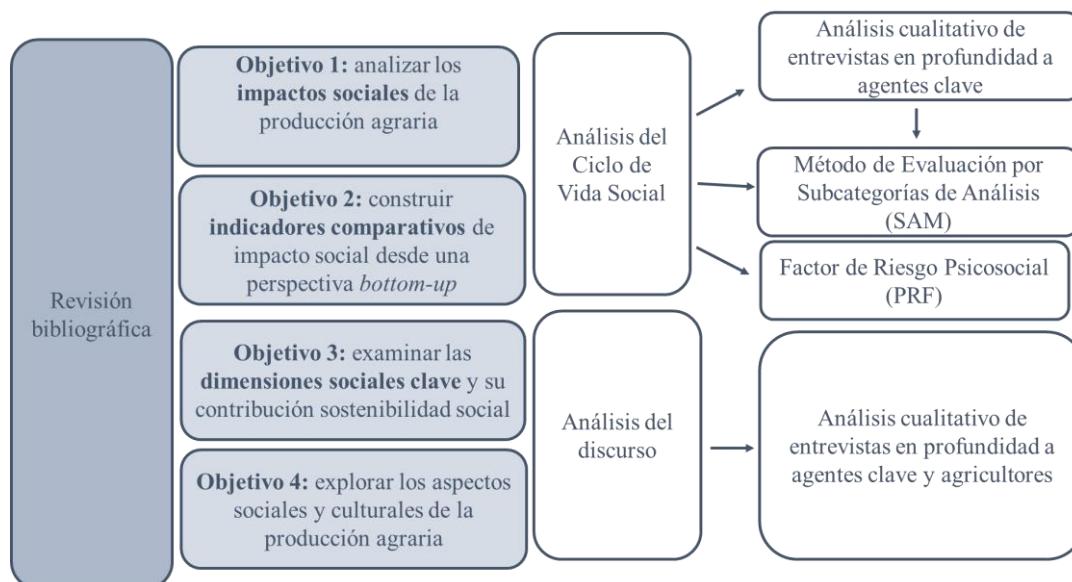 Revisión
bibliográfica
Objetivo 1: analizar los
impactos sociales de la
producción agraria
Objetivo 2: construir
indicadores comparativos de
impacto social desde una
perspectiva bottom-up
Objetivo 3: examinar las
dimensiones sociales clave y su
contribución sostenibilidad social
Objetivo 4: explorar los aspectos
sociales y culturales de la
producción agraria
Análisis del
Ciclo de
Vida Social
Análisis del
discurso
Análisis cualitativo de
entrevistas en profundidad a
agentes clave
Método de Evaluación por
Subcategorías de Análisis
(SAM)
Factor de Riesgo Psicosocial
(PRF)
Análisis cualitativo de
entrevistas en profundidad a
agentes clave y agricultores